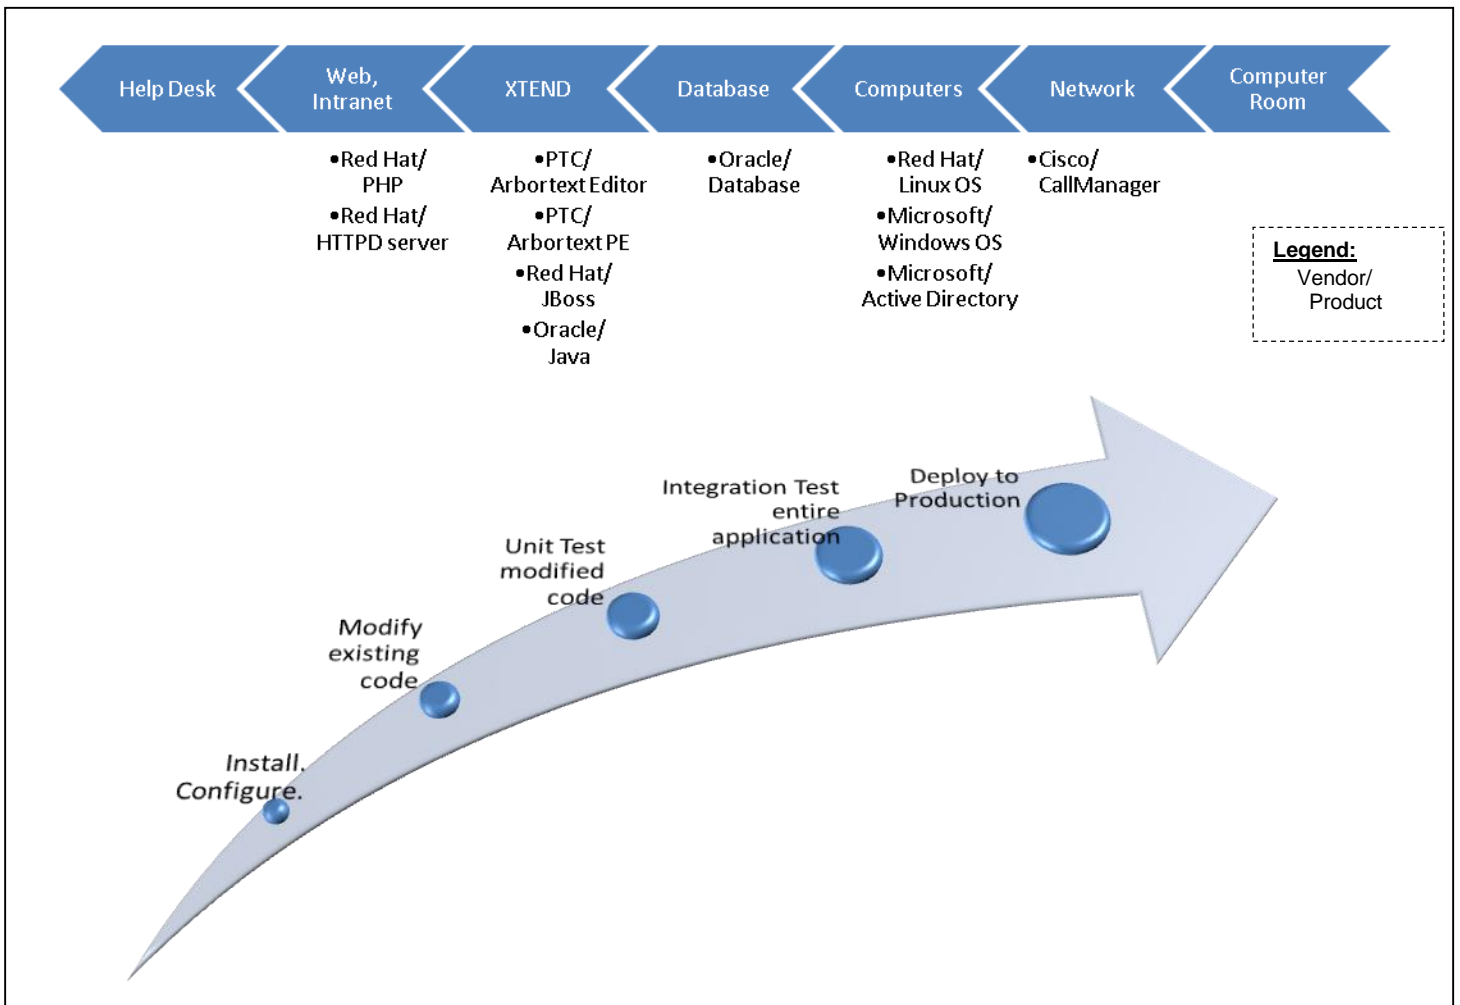 Help Desk
Web,
Intranet
XTEND
Database
Computers
Network
Computer
Room
•Red Hat/
PHP
•Red Hat/
HTTPD server
•PTC/
Arbortext Editor
•PTC/
Arbortext PE
•Red Hat/
JBoss
•Oracle/
Java
•Oracle/
Database
•Red Hat/
Linux OS
•Microsoft/
Windows OS
•Microsoft/
Active Directory
•Cisco/
CallManager
Legend:
Vendor/
Product
Install.
Configure.
Modify
existing
code
Unit Test
modified
code
Integration Test
entire
application
Deploy to
Production